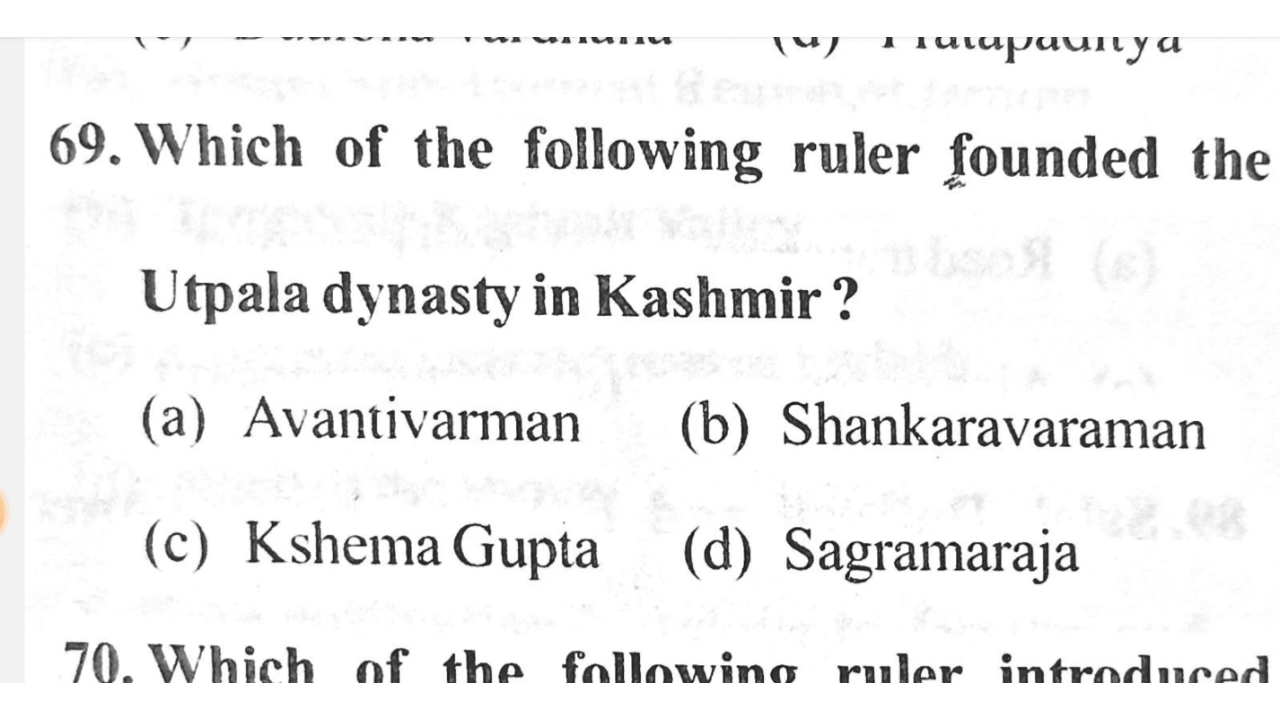 69. Which of the following ruler founded the
Utpala dynasty in Kashmir ?
(a) Avantivarman (b) Shankaravaraman
(c) Kshema Gupta (d) Sagramaraja
70. Which of the following ruler introduced